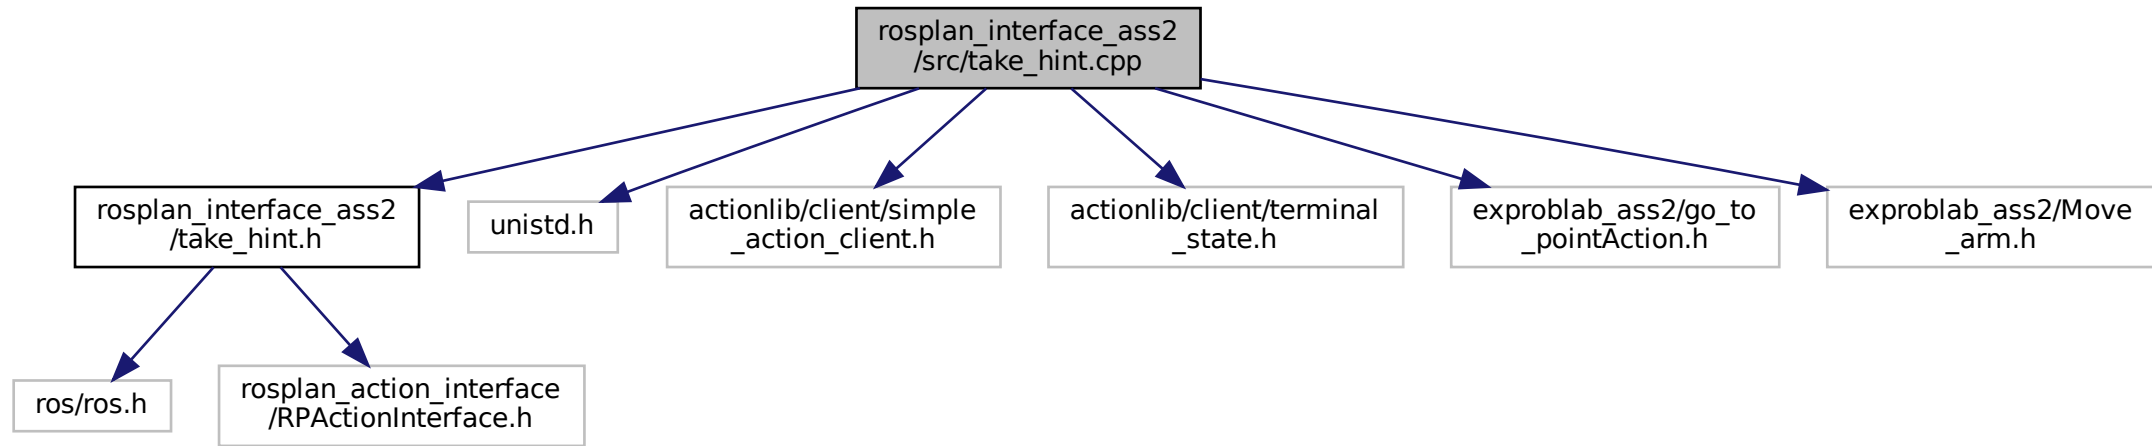 rosplan_interface_ass2
/src/take_hint.cpp
rosplan_interface_ass2
/take_hint.h
unistd.h
actionlib/client/simple
_action_client.h
actionlib/client/terminal
_state.h
exproblab_ass2/go_to
_pointAction.h
exproblab_ass2/Move
_arm.h
ros/ros.h
rosplan_action_interface
/RPActionInterface.h